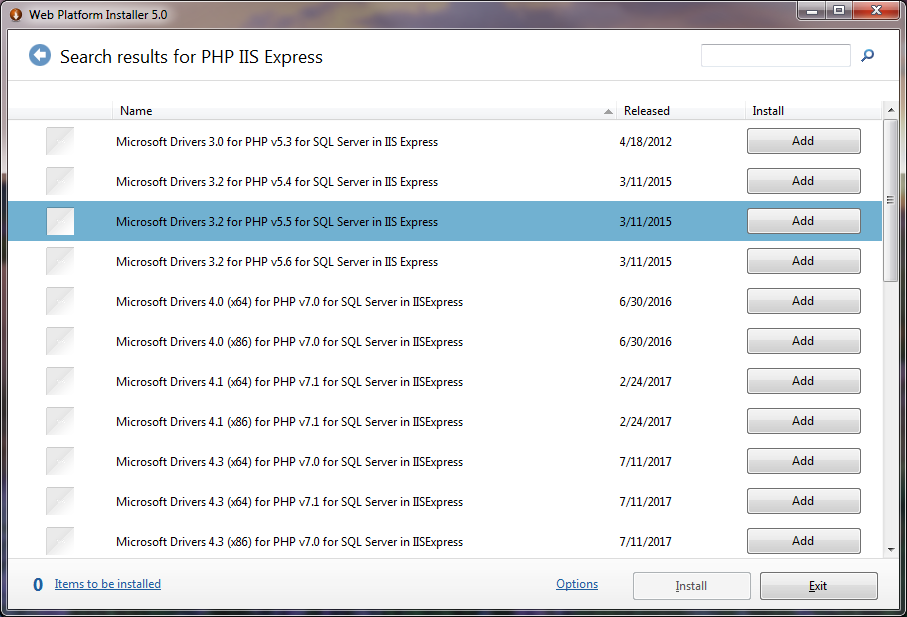 Web Platform Installer 5.0
Search results for PHP IIS Express
Name Released Install
Microsoft Drivers 3.0 for PHP v5.3 for SQL Server in IIS Express 4/18/2012 Add
Microsoft Drivers 3.2 for PHP v5.4 for SQL Server in IIS Express 3/11/2015 Add
Microsoft Drivers 3.2 for PHP v5.5 for SQL Server in IIS Express 3/11/2015 Add
Microsoft Drivers 3.2 for PHP v5.6 for SQL Server in IIS Express 3/11/2015 Add
Microsoft Drivers 4.0 (x64) for PHP v7.0 for SQL Server in IISExpress 6/30/2016 Add
Microsoft Drivers 4.0 (x86) for PHP v7.0 for SQL Server in IISExpress 6/30/2016 Add
Microsoft Drivers 4.1 (x64) for PHP v7.1 for SQL Server in IISExpress 2/24/2017 Add
Microsoft Drivers 4.1 (x86) for PHP v7.1 for SQL Server in IISExpress 2/24/2017 Add
Microsoft Drivers 4.3 (x64) for PHP v7.0 for SQL Server in IISExpress 7/11/2017 Add
Microsoft Drivers 4.3 (x64) for PHP v7.1 for SQL Server in IISExpress 7/11/2017 Add
Microsoft Drivers 4.3 (x86) for PHP v7.0 for SQL Server in IISExpress 7/11/2017 Add
0 Items to be installed Options Install Exit